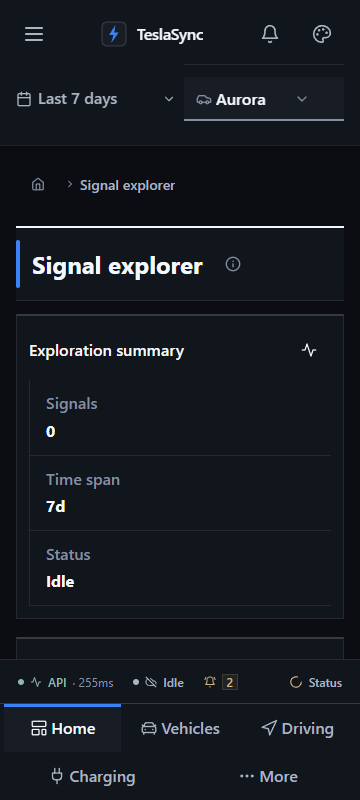 TeslaSync
Last 7 days
Aurora
Signal explorer
Signal explorer
Exploration summary
Signals
0
Time span
7d
Status
Idle
API · 255ms
Idle
2
Status
Home
Vehicles
Driving
Charging
More